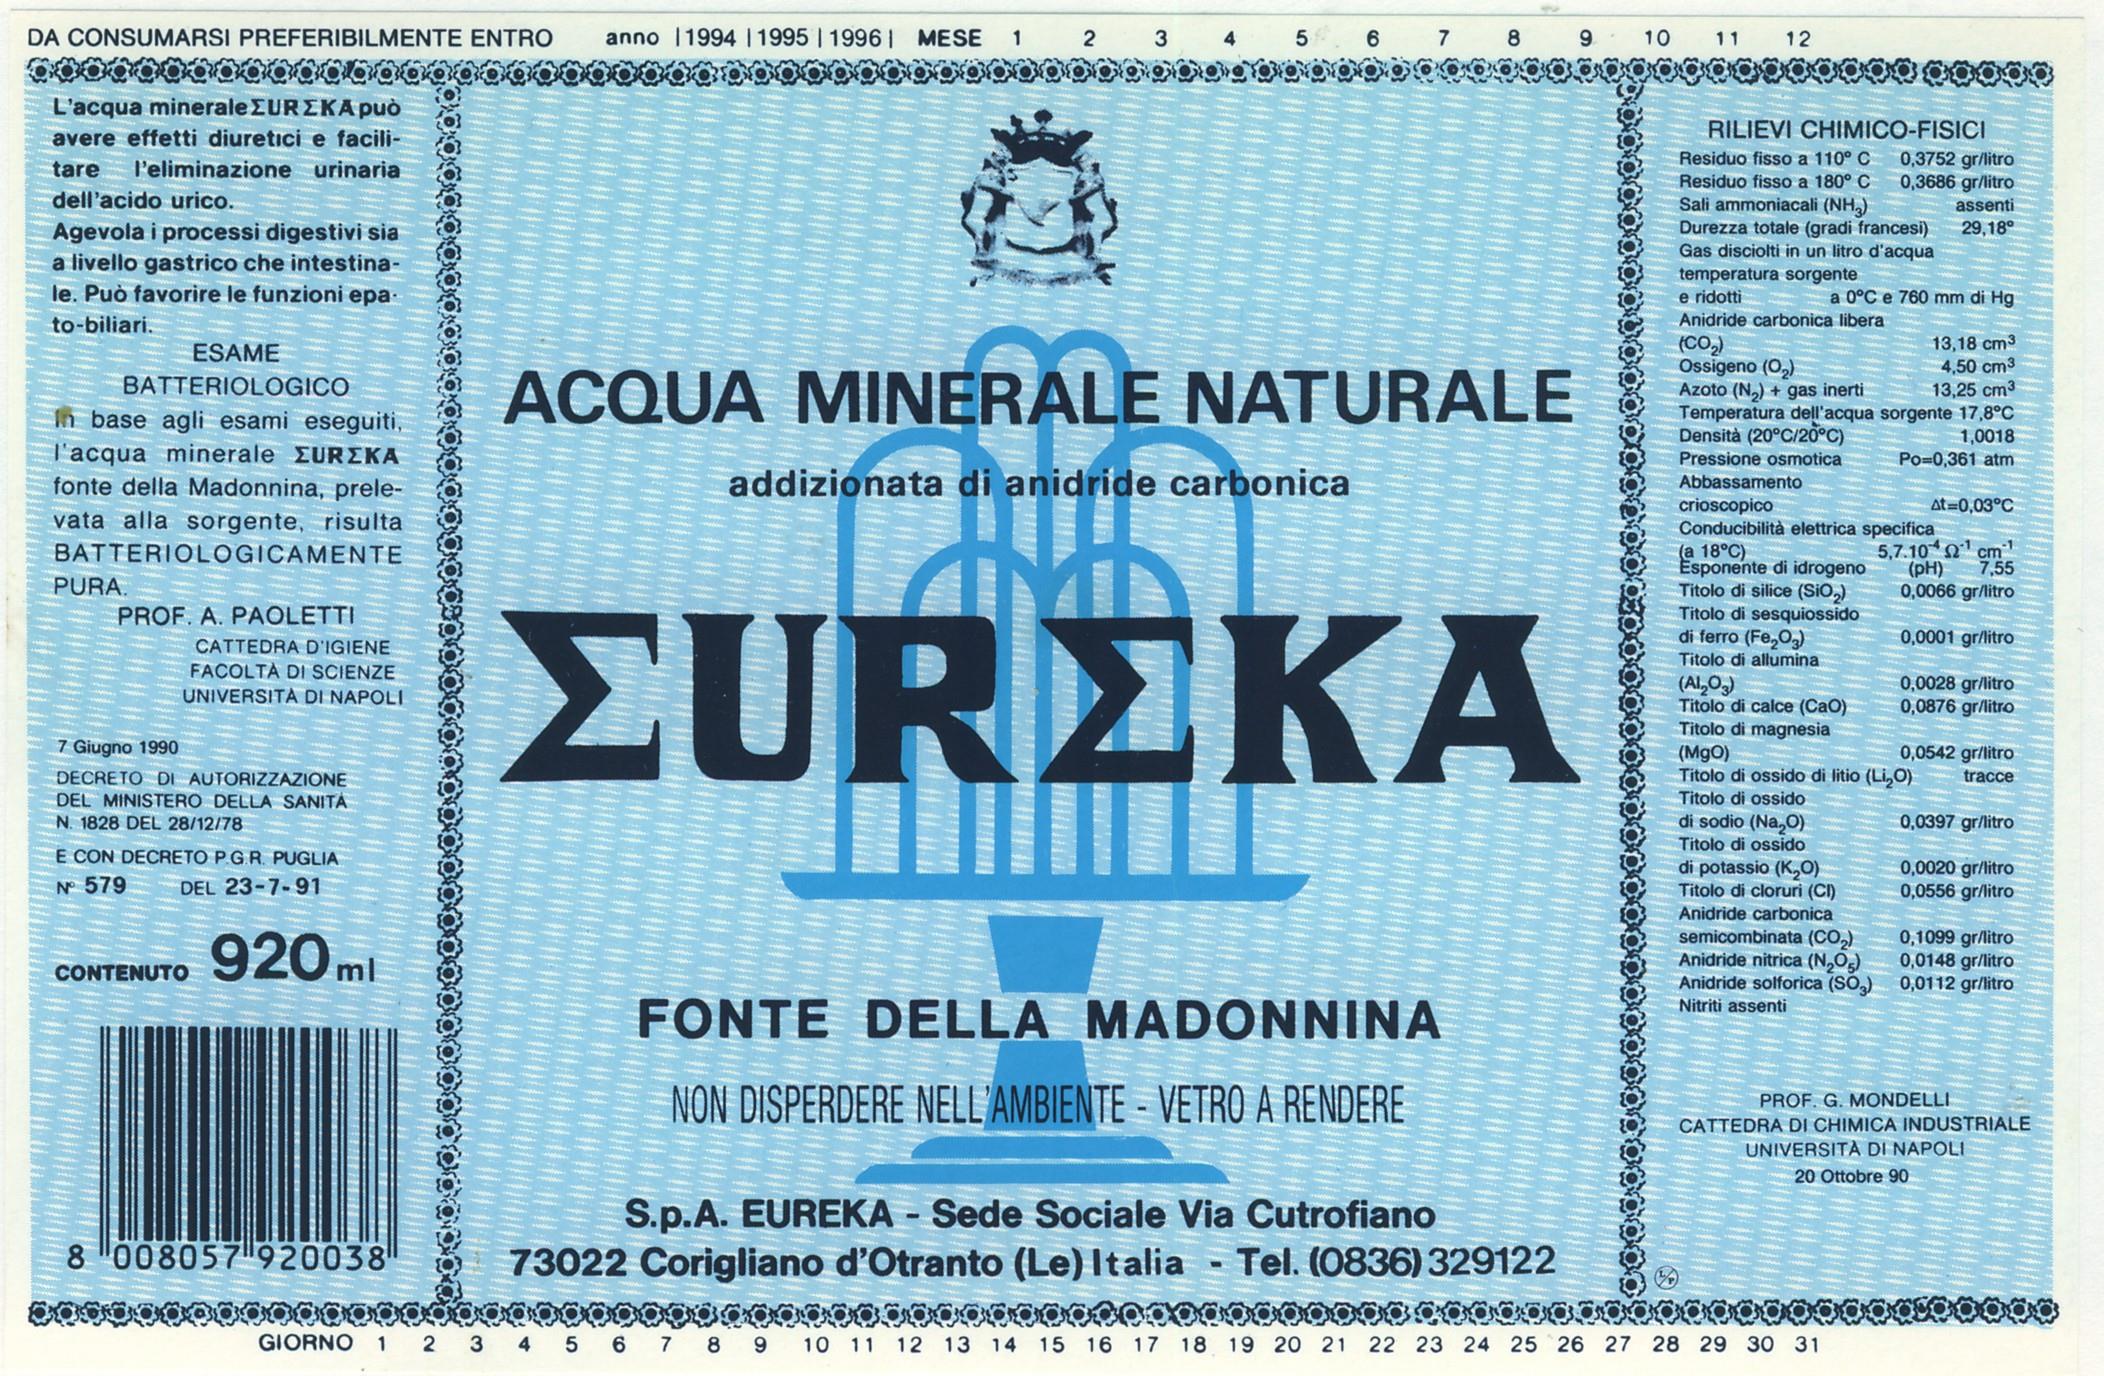 DA CONSUMARSI PREFERIBILMENTE ENTRO anno | 1994 | 1995 | 1996 | MESE 1 2 3 4 5 6 7 8 9 10 11 12
L'acqua minerale ΣURΣKA può
avere effetti diuretici e facili-
tare l'eliminazione urinaria
dell'acido urico.
Agevola i processi digestivi sia
a livello gastrico che intestina-
le. Può favorire le funzioni epa-
to-biliari.
ESAME
BATTERIOLOGICO
In base agli esami eseguiti,
l'acqua minerale ΣURΣKA
fonte della Madonnina, prele-
vata alla sorgente, risulta
BATTERIOLOGICAMENTE
PURA.
PROF. A. PAOLETTI
CATTEDRA D'IGIENE
FACOLTÀ DI SCIENZE
UNIVERSITÀ DI NAPOLI
7 Giugno 1990
DECRETO DI AUTORIZZAZIONE
DEL MINISTERO DELLA SANITÀ
N. 1828 DEL 28/12/78
E CON DECRETO P.G.R. PUGLIA
N° 579 DEL 23-7-91
CONTENUTO 920 ml
8 008057 920038
ACQUA MINERALE NATURALE
addizionata di anidride carbonica
ΣURΣKA
FONTE DELLA MADONNINA
NON DISPERDERE NELL'AMBIENTE - VETRO A RENDERE
S.p.A. EUREKA - Sede Sociale Via Cutrofiano
73022 Corigliano d'Otranto (Le) Italia - Tel. (0836) 329122
RILIEVI CHIMICO-FISICI
Residuo fisso a 110° C 0,3752 gr/litro
Residuo fisso a 180° C 0,3686 gr/litro
Sali ammoniacali (NH₃) assenti
Durezza totale (gradi francesi) 29,18°
Gas disciolti in un litro d'acqua
temperatura sorgente
e ridotti a 0°C e 760 mm di Hg
Anidride carbonica libera
(CO₂) 13,18 cm³
Ossigeno (O₂) 4,50 cm³
Azoto (N₂) + gas inerti 13,25 cm³
Temperatura dell'acqua sorgente 17,8°C
Densità (20°C/20°C) 1,0018
Pressione osmotica Po=0,361 atm
Abbassamento
crioscopico Δt=0,03°C
Conducibilità elettrica specifica
(a 18°C) 5,7.10⁻⁴ Ω⁻¹ cm⁻¹
Esponente di idrogeno (pH) 7,55
Titolo di silice (SiO₂) 0,0066 gr/litro
Titolo di sesquiossido
di ferro (Fe₂O₃) 0,0001 gr/litro
Titolo di allumina
(Al₂O₃) 0,0028 gr/litro
Titolo di calce (CaO) 0,0876 gr/litro
Titolo di magnesia
(MgO) 0,0542 gr/litro
Titolo di ossido di litio (Li₂O) tracce
Titolo di ossido
di sodio (Na₂O) 0,0397 gr/litro
Titolo di ossido
di potassio (K₂O) 0,0020 gr/litro
Titolo di cloruri (Cl) 0,0556 gr/litro
Anidride carbonica
semicombinata (CO₂) 0,1099 gr/litro
Anidride nitrica (N₂O₅) 0,0148 gr/litro
Anidride solforica (SO₃) 0,0112 gr/litro
Nitriti assenti
PROF. G. MONDELLI
CATTEDRA DI CHIMICA INDUSTRIALE
UNIVERSITÀ DI NAPOLI
20 Ottobre 90
L/P
GIORNO 1 2 3 4 5 6 7 8 9 10 11 12 13 14 15 16 17 18 19 20 21 22 23 24 25 26 27 28 29 30 31